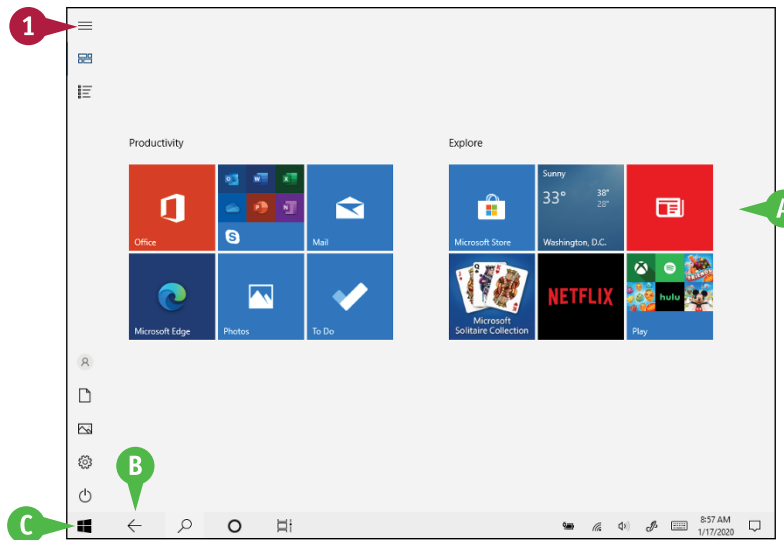 1
Productivity
Explore
Office
Mail
Microsoft Store
Sunny
33°
38°
28°
Washington, D.C.
Microsoft Edge
Photos
To Do
Microsoft
Solitaire Collection
NETFLIX
hulu
Play
A
B
C
8:57 AM
1/17/2020